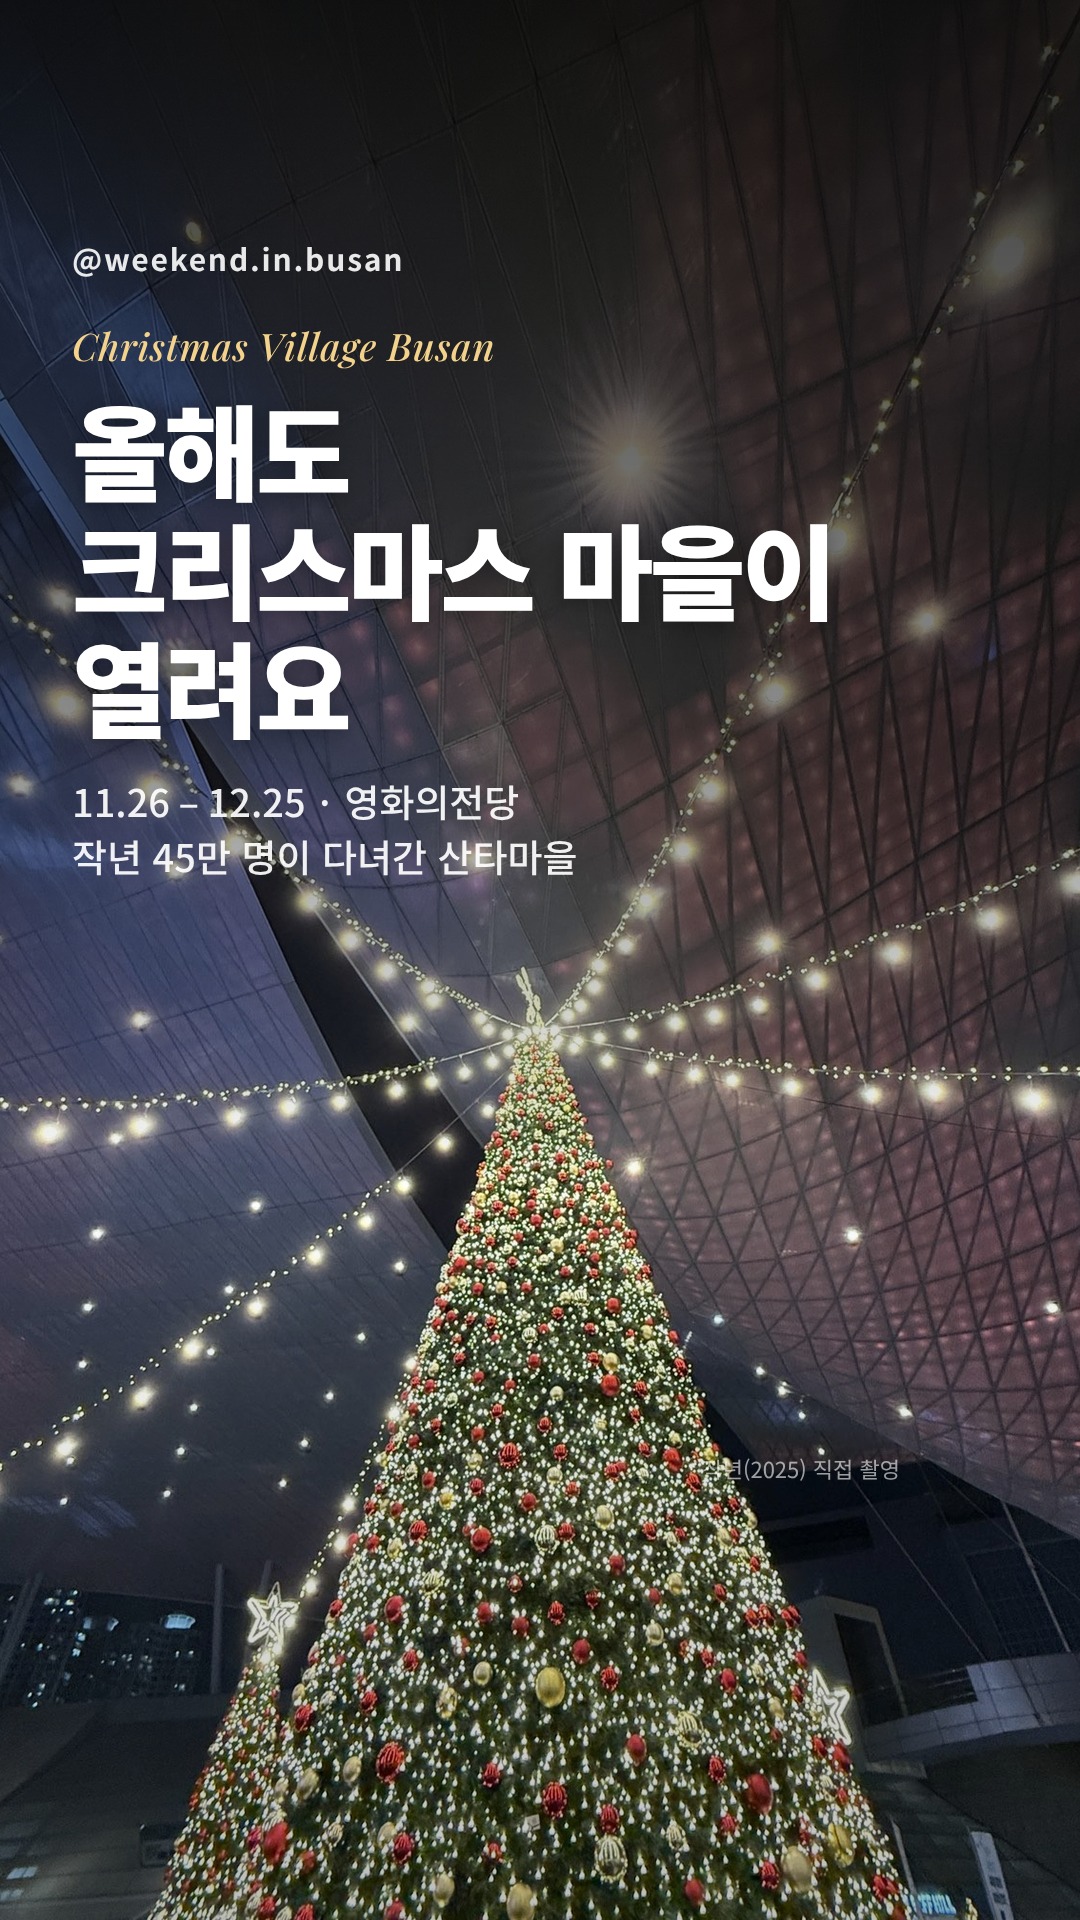 @weekend.in.busan
Christmas Village Busan
올해도
크리스마스 마을이
열려요
11.26 – 12.25 · 영화의전당
작년 45만 명이 다녀간 산타마을
작년(2025) 직접 촬영